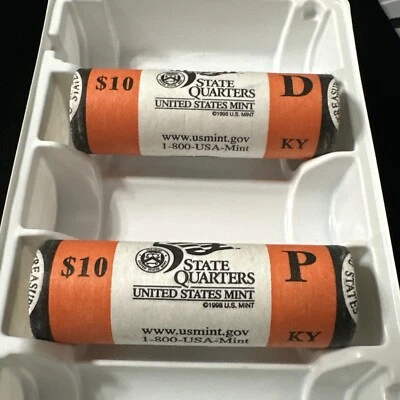 $10
STATE
QUARTERS
UNITED STATES MINT
©1998 U.S. MINT
www.usmint.gov
1-800-USA-Mint
D
KY
$10
STATE
QUARTERS
UNITED STATES MINT
©1998 U.S. MINT
www.usmint.gov
1-800-USA-Mint
P
KY